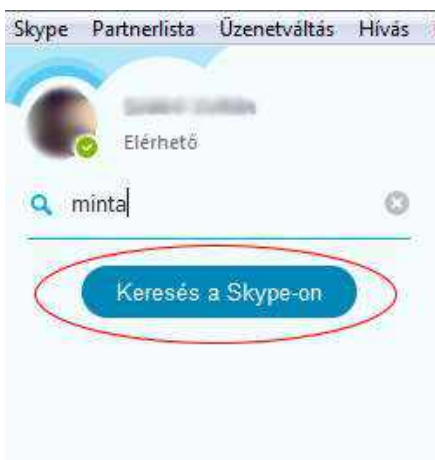 Skype Partnerlista Üzenetváltás Hívás
Elérhető
minta
Keresés a Skype-on